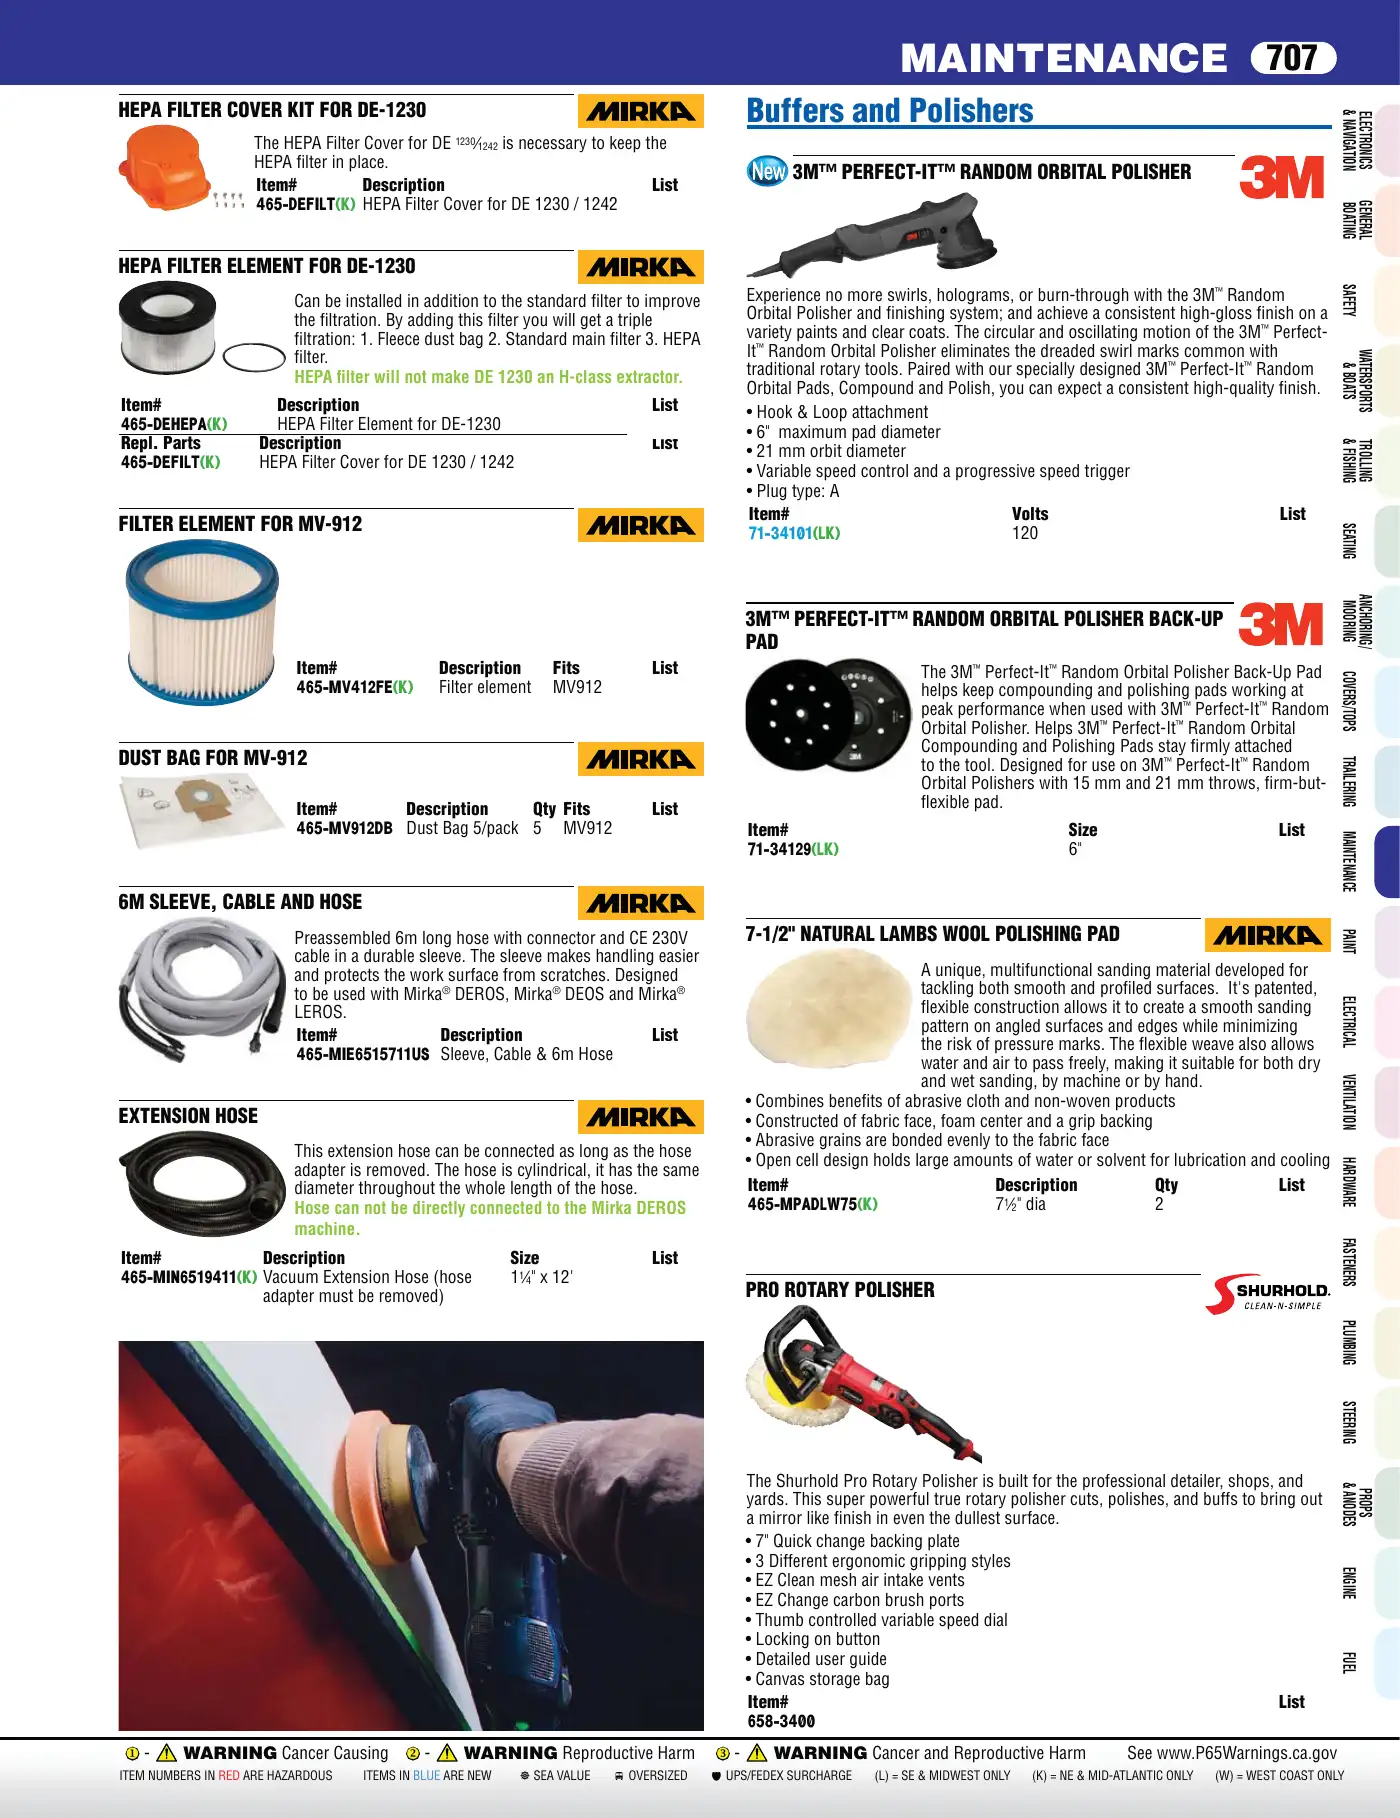 MAINTENANCE 707
HEPA FILTER COVER KIT FOR DE-1230
MIRKA
The HEPA Filter Cover for DE 1230/1242 is necessary to keep the
HEPA filter in place.
Item# Description List
465-DEFILT(K) HEPA Filter Cover for DE 1230 / 1242
HEPA FILTER ELEMENT FOR DE-1230
MIRKA
Can be installed in addition to the standard filter to improve
the filtration. By adding this filter you will get a triple
filtration: 1. Fleece dust bag 2. Standard main filter 3. HEPA
filter.
HEPA filter will not make DE 1230 an H-class extractor.
Item# Description List
465-DEHEPA(K) HEPA Filter Element for DE-1230
Repl. Parts Description List
465-DEFILT(K) HEPA Filter Cover for DE 1230 / 1242
FILTER ELEMENT FOR MV-912
MIRKA
Item# Description Fits List
465-MV412FE(K) Filter element MV912
DUST BAG FOR MV-912
MIRKA
Item# Description Qty Fits List
465-MV912DB Dust Bag 5/pack 5 MV912
6M SLEEVE, CABLE AND HOSE
MIRKA
Preassembled 6m long hose with connector and CE 230V
cable in a durable sleeve. The sleeve makes handling easier
and protects the work surface from scratches. Designed
to be used with Mirka® DEROS, Mirka® DEOS and Mirka®
LEROS.
Item# Description List
465-MIE6515711US Sleeve, Cable & 6m Hose
EXTENSION HOSE
MIRKA
This extension hose can be connected as long as the hose
adapter is removed. The hose is cylindrical, it has the same
diameter throughout the whole length of the hose.
Hose can not be directly connected to the Mirka DEROS
machine.
Item# Description Size List
465-MIN6519411(K) Vacuum Extension Hose (hose 1¼" x 12'
adapter must be removed)
Buffers and Polishers
New 3M™ PERFECT-IT™ RANDOM ORBITAL POLISHER
3M
Experience no more swirls, holograms, or burn-through with the 3M™ Random
Orbital Polisher and finishing system; and achieve a consistent high-gloss finish on a
variety paints and clear coats. The circular and oscillating motion of the 3M™ Perfect-
It™ Random Orbital Polisher eliminates the dreaded swirl marks common with
traditional rotary tools. Paired with our specially designed 3M™ Perfect-It™ Random
Orbital Pads, Compound and Polish, you can expect a consistent high-quality finish.
• Hook & Loop attachment
• 6" maximum pad diameter
• 21 mm orbit diameter
• Variable speed control and a progressive speed trigger
• Plug type: A
Item# Volts List
71-34101(LK) 120
3M™ PERFECT-IT™ RANDOM ORBITAL POLISHER BACK-UP
PAD
3M
The 3M™ Perfect-It™ Random Orbital Polisher Back-Up Pad
helps keep compounding and polishing pads working at
peak performance when used with 3M™ Perfect-It™ Random
Orbital Polisher. Helps 3M™ Perfect-It™ Random Orbital
Compounding and Polishing Pads stay firmly attached
to the tool. Designed for use on 3M™ Perfect-It™ Random
Orbital Polishers with 15 mm and 21 mm throws, firm-but-
flexible pad.
Item# Size List
71-34129(LK) 6"
7-1/2" NATURAL LAMBS WOOL POLISHING PAD
MIRKA
A unique, multifunctional sanding material developed for
tackling both smooth and profiled surfaces. It's patented,
flexible construction allows it to create a smooth sanding
pattern on angled surfaces and edges while minimizing
the risk of pressure marks. The flexible weave also allows
water and air to pass freely, making it suitable for both dry
and wet sanding, by machine or by hand.
• Combines benefits of abrasive cloth and non-woven products
• Constructed of fabric face, foam center and a grip backing
• Abrasive grains are bonded evenly to the fabric face
• Open cell design holds large amounts of water or solvent for lubrication and cooling
Item# Description Qty List
465-MPADLW75(K) 7½" dia 2
PRO ROTARY POLISHER
SHURHOLD.
CLEAN-N-SIMPLE
The Shurhold Pro Rotary Polisher is built for the professional detailer, shops, and
yards. This super powerful true rotary polisher cuts, polishes, and buffs to bring out
a mirror like finish in even the dullest surface.
• 7" Quick change backing plate
• 3 Different ergonomic gripping styles
• EZ Clean mesh air intake vents
• EZ Change carbon brush ports
• Thumb controlled variable speed dial
• Locking on button
• Detailed user guide
• Canvas storage bag
Item# List
658-3400
ELECTRONICS
& NAVIGATION
GENERAL
BOATING
SAFETY
WATERSPORTS
& BOATS
TROLLING
& FISHING
SEATING
ANCHORING/
MOORING
COVERS/TOPS
TRAILERING
MAINTENANCE
PAINT
ELECTRICAL
VENTILATION
HARDWARE
FASTENERS
PLUMBING
STEERING
PROPS
& ANODES
ENGINE
FUEL
1 - WARNING Cancer Causing 2 - WARNING Reproductive Harm 3 - WARNING Cancer and Reproductive Harm See www.P65Warnings.ca.gov
ITEM NUMBERS IN RED ARE HAZARDOUS ITEMS IN BLUE ARE NEW SEA VALUE OVERSIZED UPS/FEDEX SURCHARGE (L) = SE & MIDWEST ONLY (K) = NE & MID-ATLANTIC ONLY (W) = WEST COAST ONLY